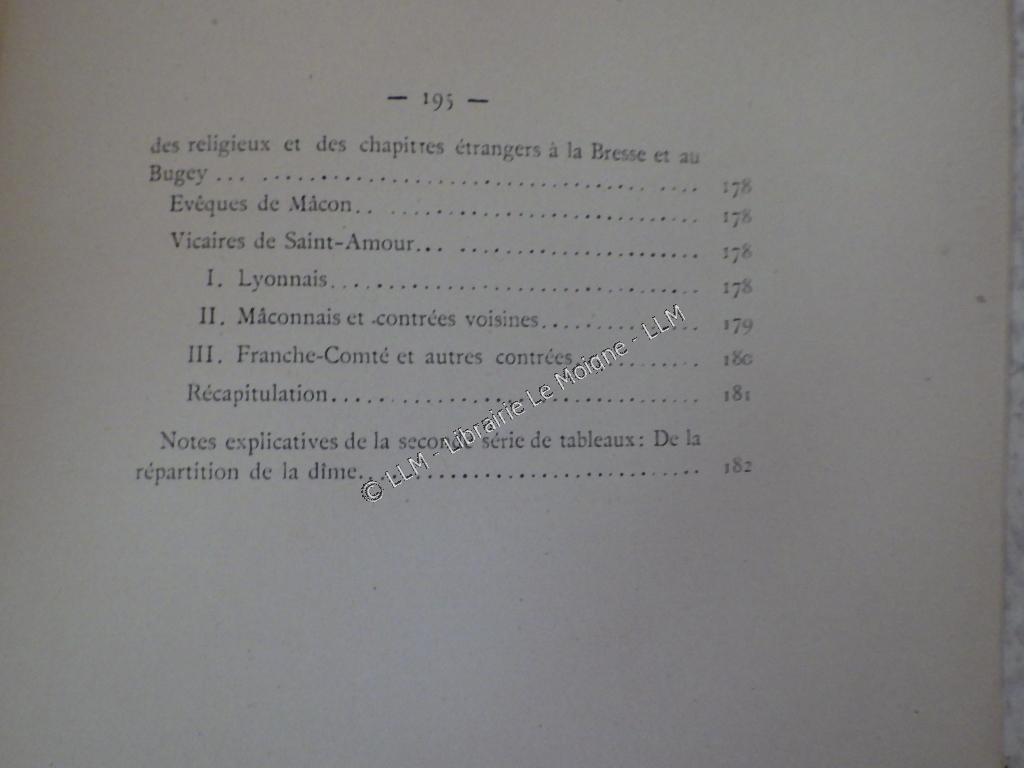 — 195 —
des religieux et des chapitres étrangers à la Bresse et au
Bugey ... .................................... .... 178
Evêques de Mâcon.. ............................. 178
Vicaires de Saint-Amour... ...................... 178
I. Lyonnais................................... 178
II. Mâconnais et contrées voisines............... 179
III. Franche-Comté et autres contrées............ 180
Récapitulation................................... 181
Notes explicatives de la seconde série de tableaux: De la
répartition de la dîme................................ 182
© LLM - Librairie Le Moigne - LLM